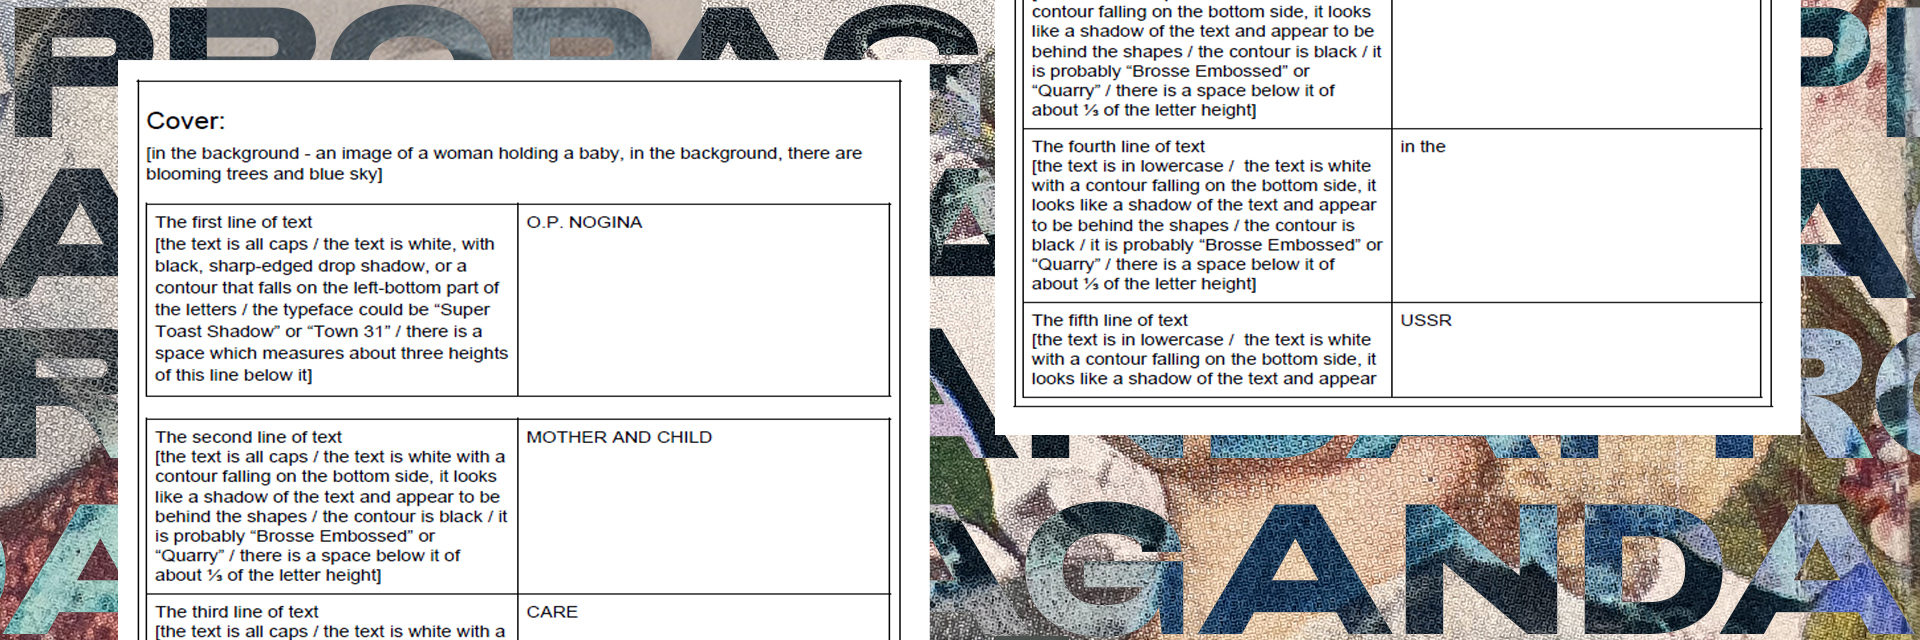 PROPAG
Cover:
[in the background - an image of a woman holding a baby, in the background, there are
blooming trees and blue sky]
The first line of text
[the text is all caps / the text is white, with
black, sharp-edged drop shadow, or a
contour that falls on the left-bottom part of
the letters / the typeface could be “Super
Toast Shadow” or “Town 31” / there is a
space which measures about three heights
of this line below it]
O.P. NOGINA
The second line of text
[the text is all caps / the text is white with a
contour falling on the bottom side, it looks
like a shadow of the text and appear to be
behind the shapes / the contour is black / it
is probably “Brosse Embossed” or
“Quarry” / there is a space below it of
about ⅓ of the letter height]
MOTHER AND CHILD
The third line of text
[the text is all caps / the text is white with a
CARE
contour falling on the bottom side, it looks
like a shadow of the text and appear to be
behind the shapes / the contour is black / it
is probably “Brosse Embossed” or
“Quarry” / there is a space below it of
about ⅓ of the letter height]
The fourth line of text
[the text is in lowercase /  the text is white
with a contour falling on the bottom side, it
looks like a shadow of the text and appear
to be behind the shapes / the contour is
black / it is probably “Brosse Embossed” or
“Quarry” / there is a space below it of
about ⅓ of the letter height]
in the
The fifth line of text
[the text is in lowercase /  the text is white
with a contour falling on the bottom side, it
looks like a shadow of the text and appear
USSR
AGANDA